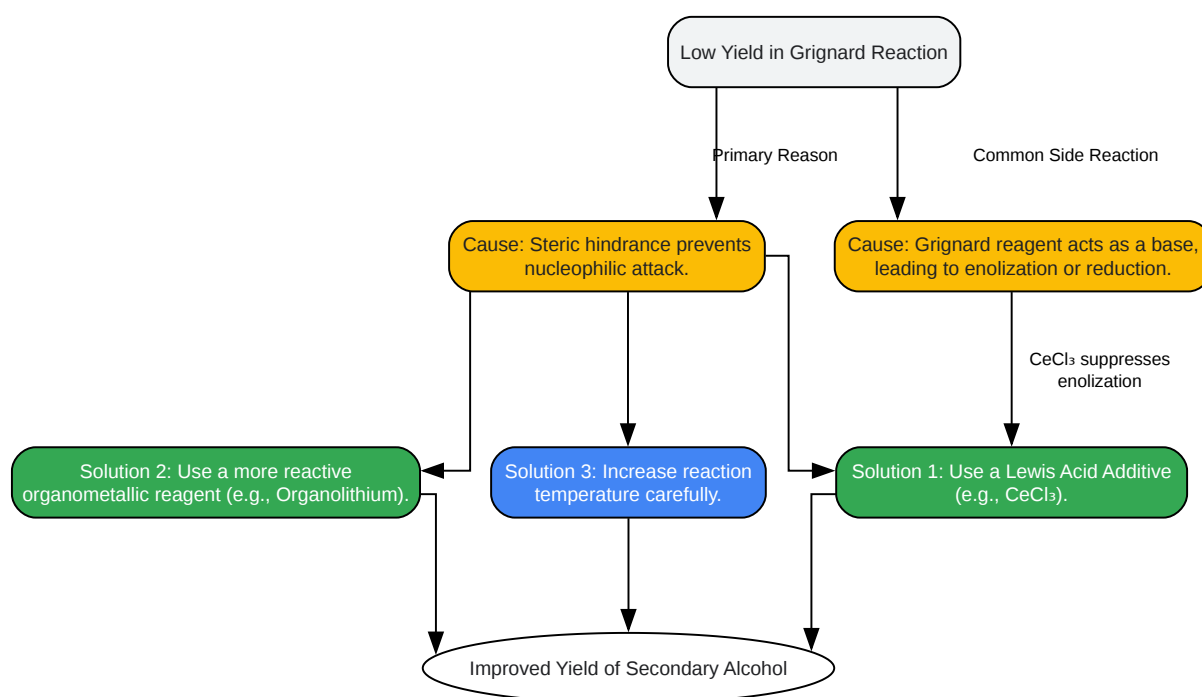 Low Yield in Grignard Reaction
Primary Reason
Common Side Reaction
Cause: Steric hindrance prevents
nucleophilic attack.
Cause: Grignard reagent acts as a base,
leading to enolization or reduction.
CeCl₃ suppresses
enolization
Solution 2: Use a more reactive
organometallic reagent (e.g., Organolithium).
Solution 3: Increase reaction
temperature carefully.
Solution 1: Use a Lewis Acid Additive
(e.g., CeCl₃).
Improved Yield of Secondary Alcohol